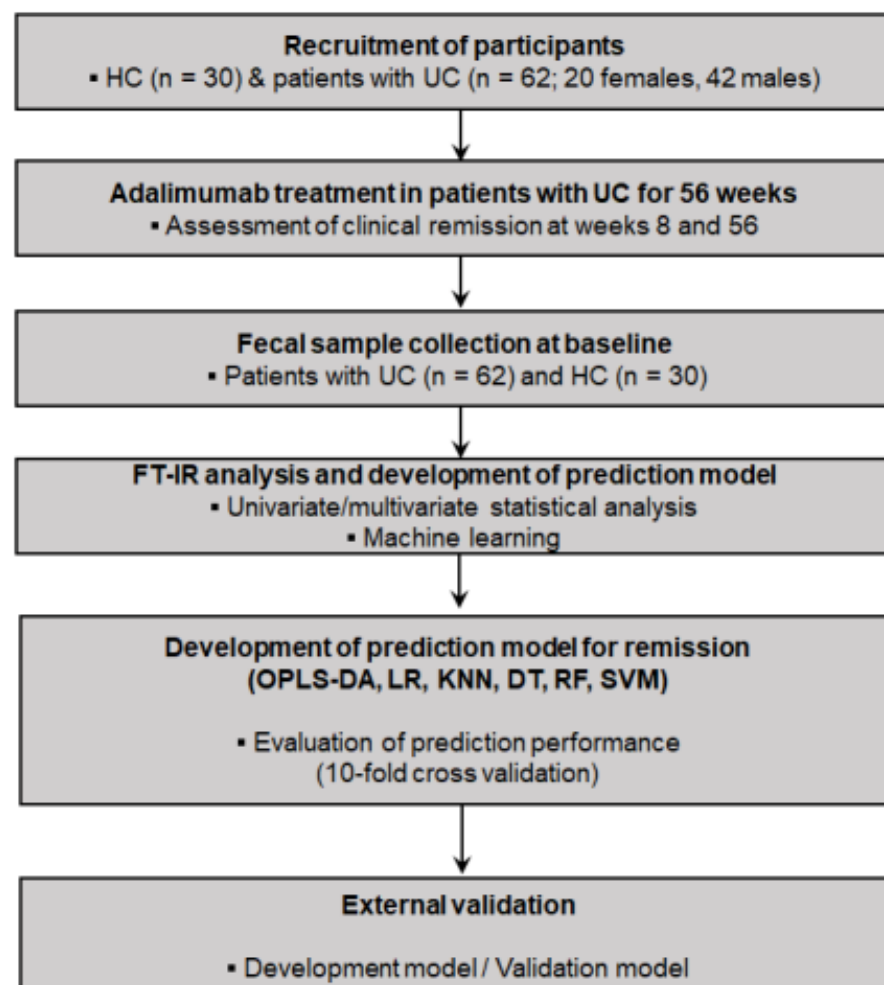 Recruitment of participants
▪ HC (n = 30) & patients with UC (n = 62; 20 females, 42 males)
Adalimumab treatment in patients with UC for 56 weeks
▪ Assessment of clinical remission at weeks 8 and 56
Fecal sample collection at baseline
▪ Patients with UC (n = 62) and HC (n = 30)
FT-IR analysis and development of prediction model
▪ Univariate/multivariate statistical analysis
▪ Machine learning
Development of prediction model for remission
(OPLS-DA, LR, KNN, DT, RF, SVM)
▪ Evaluation of prediction performance
(10-fold cross validation)
External validation
▪ Development model / Validation model